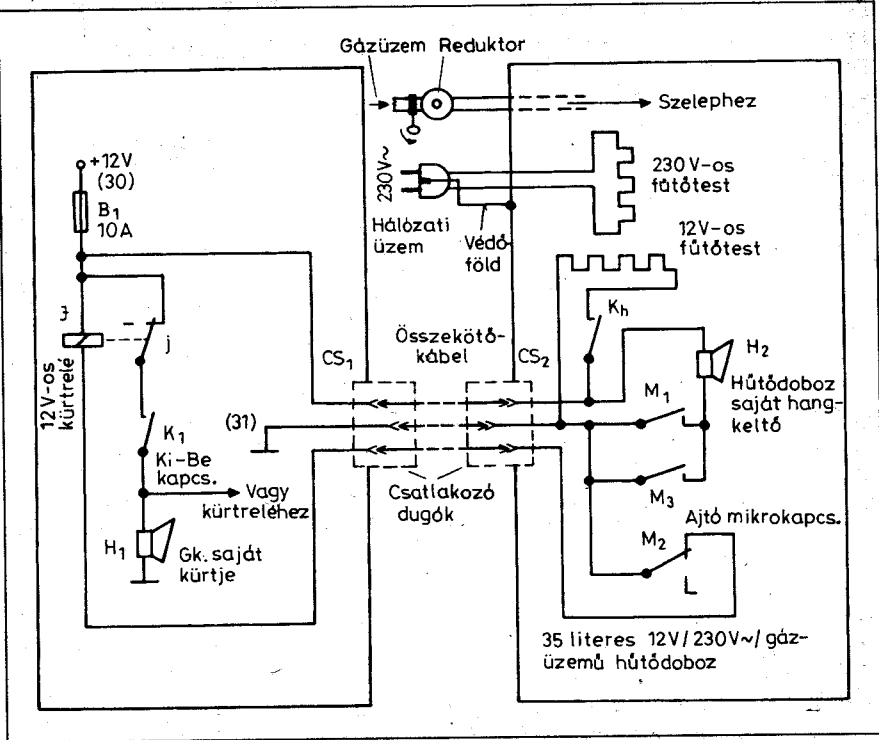 Gázüzem Reduktor
Szelephez
+12V
(30)
B1
10A
230V~
Hálózati
üzem
Védő-
föld
230V-os
fűtőtest
12V-os
fűtőtest
J
j
12V-os
kürtrelé
K1
Ki-Be
kapcs.
Vagy
kürtreléhez
H1
Gk. saját
kürtje
(31)
CS1
Összekötő-
kábel
CS2
Csatlakozó
dugók
Kh
H2
Hűtődoboz
saját hang-
keltő
M1
M3
Ajtó mikrokapcs.
M2
35 literes 12V/230V~/gáz-
üzemű hűtődoboz